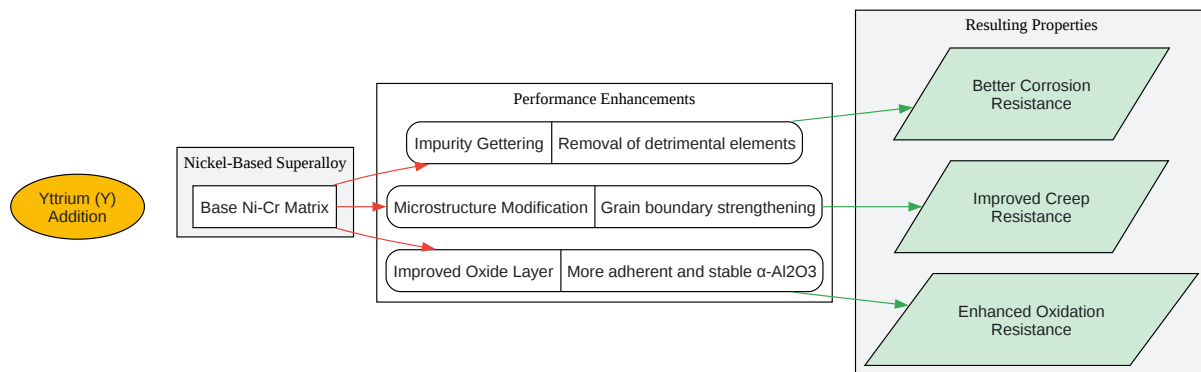 Yttrium (Y)
Addition
Nickel-Based Superalloy
Base Ni-Cr Matrix
Performance Enhancements
Impurity Gettering
Removal of detrimental elements
Microstructure Modification
Grain boundary strengthening
Improved Oxide Layer
More adherent and stable α-Al2O3
Resulting Properties
Better Corrosion
Resistance
Improved Creep
Resistance
Enhanced Oxidation
Resistance